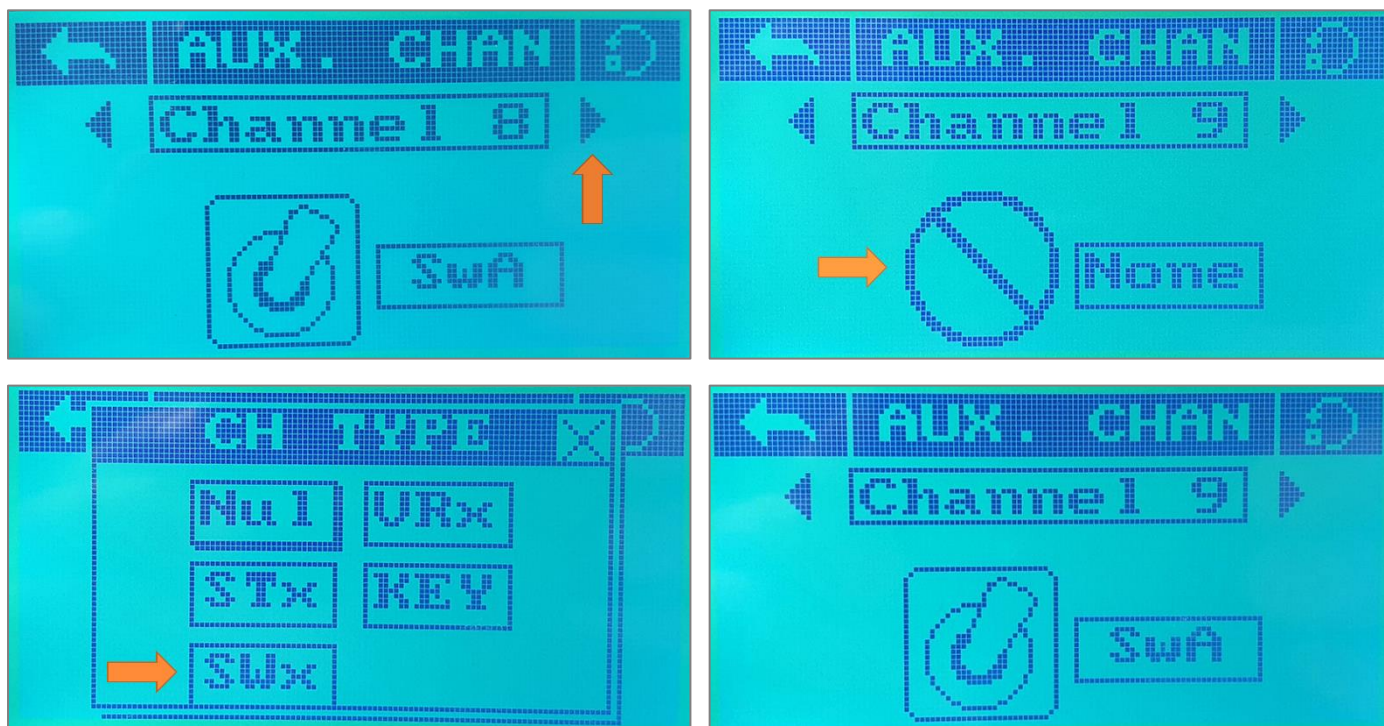 AUX. CHAN
Channel 8
SwA
AUX. CHAN
Channel 9
None
CH TYPE
Nul VRx
STx KEY
SWx
AUX. CHAN
Channel 9
SwA